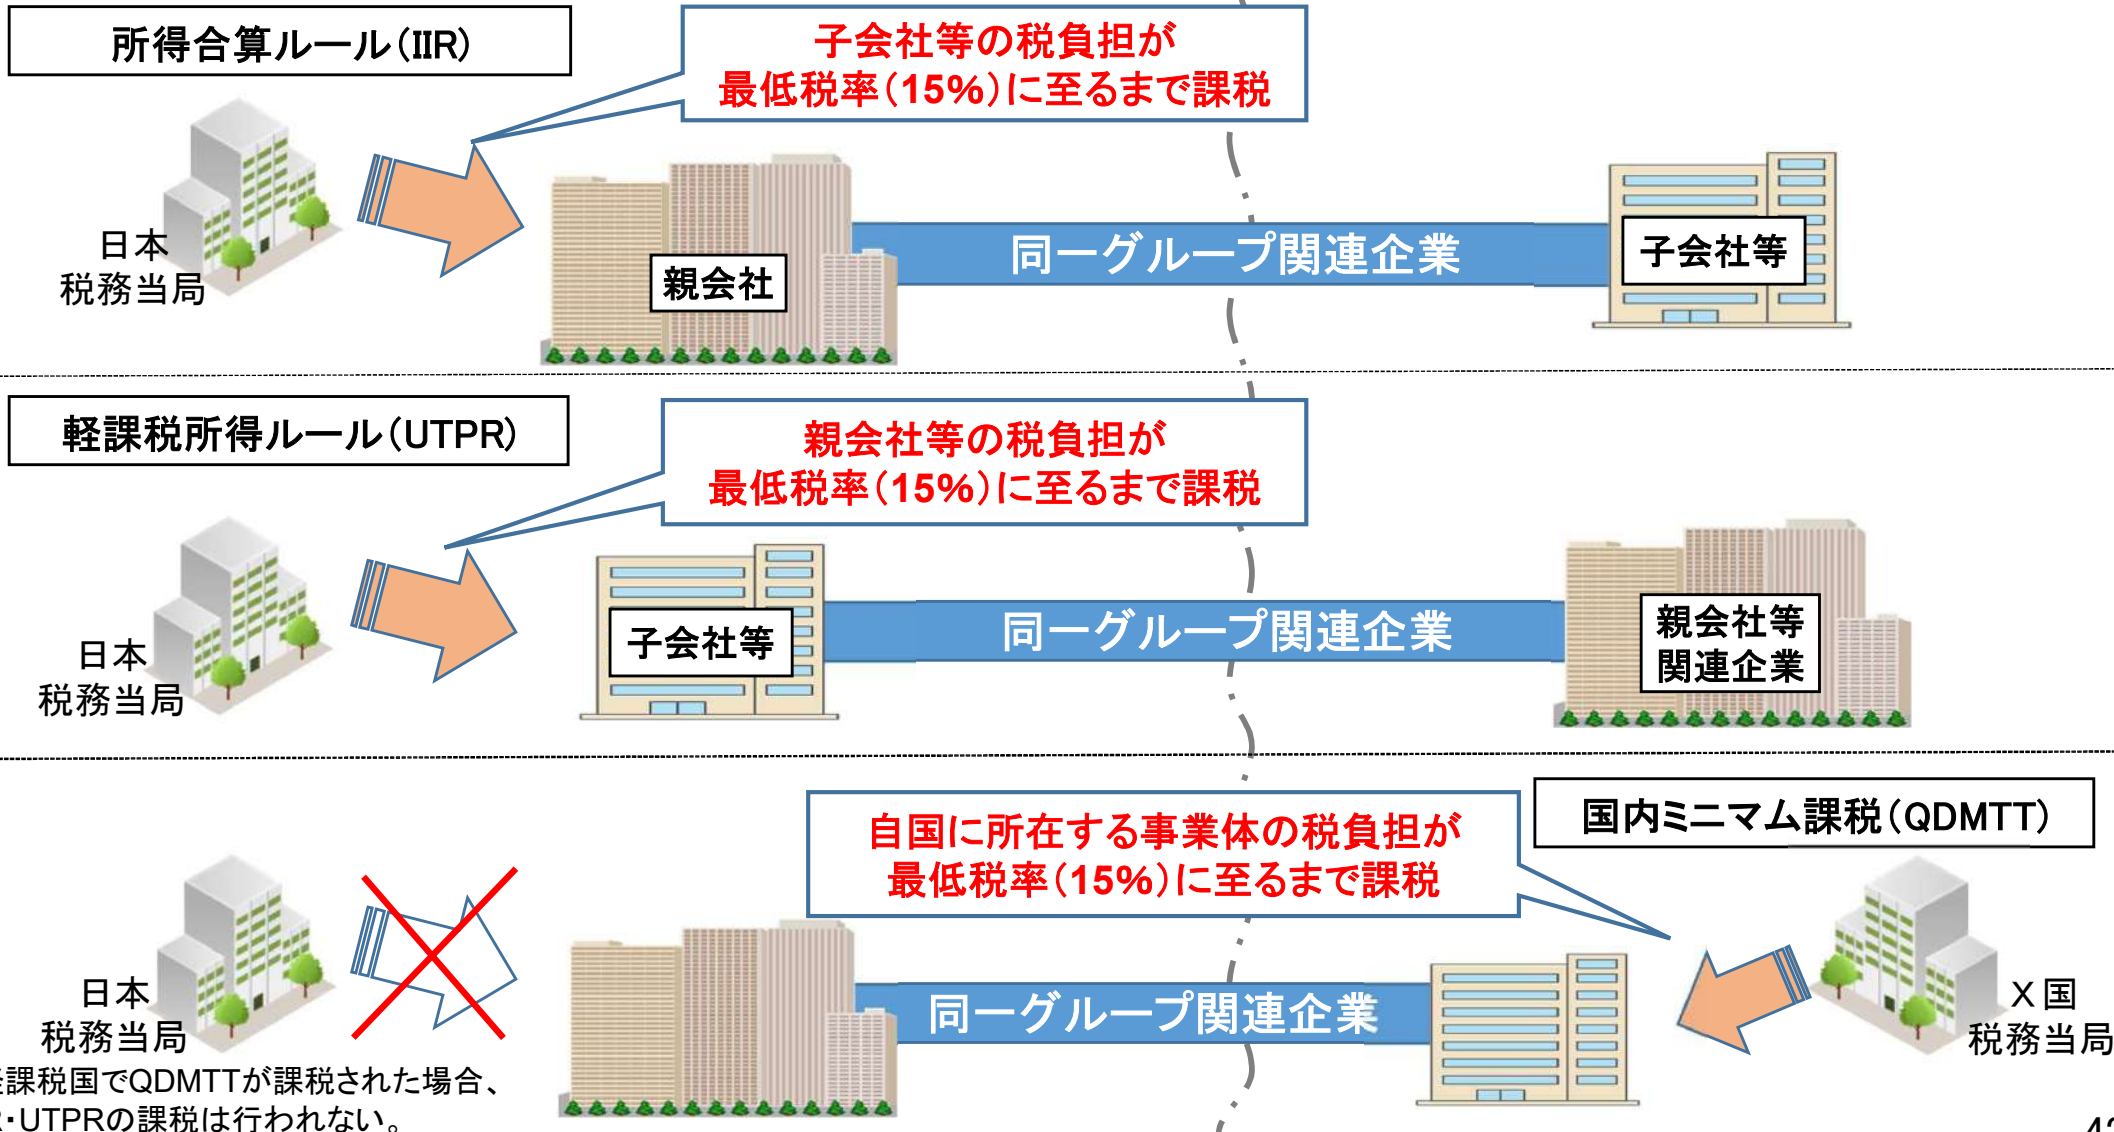 所得合算ルール(IIR)
子会社等の税負担が
最低税率(15%)に至るまで課税
日本
税務当局
親会社
同一グループ関連企業
子会社等
軽課税所得ルール(UTPR)
親会社等の税負担が
最低税率(15%)に至るまで課税
日本
税務当局
子会社等
同一グループ関連企業
親会社等
関連企業
国内ミニマム課税(QDMTT)
自国に所在する事業体の税負担が
最低税率(15%)に至るまで課税
日本
税務当局
同一グループ関連企業
X国
税務当局
課税国でQDMTTが課税された場合、
・UTPRの課税は行われない。